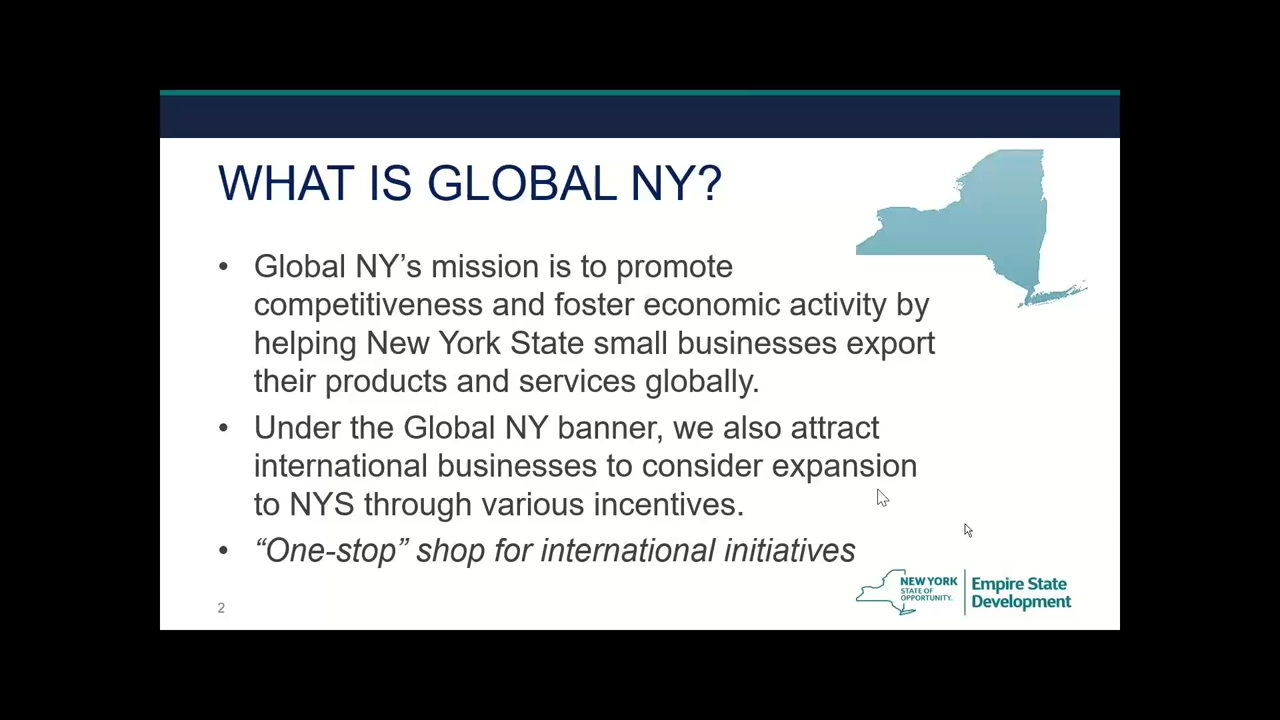 WHAT IS GLOBAL NY?
• Global NY’s mission is to promote
competitiveness and foster economic activity by
helping New York State small businesses export
their products and services globally.
• Under the Global NY banner, we also attract
international businesses to consider expansion
to NYS through various incentives.
• “One-stop” shop for international initiatives
2
NEW YORK
STATE OF
OPPORTUNITY.
Empire State
Development